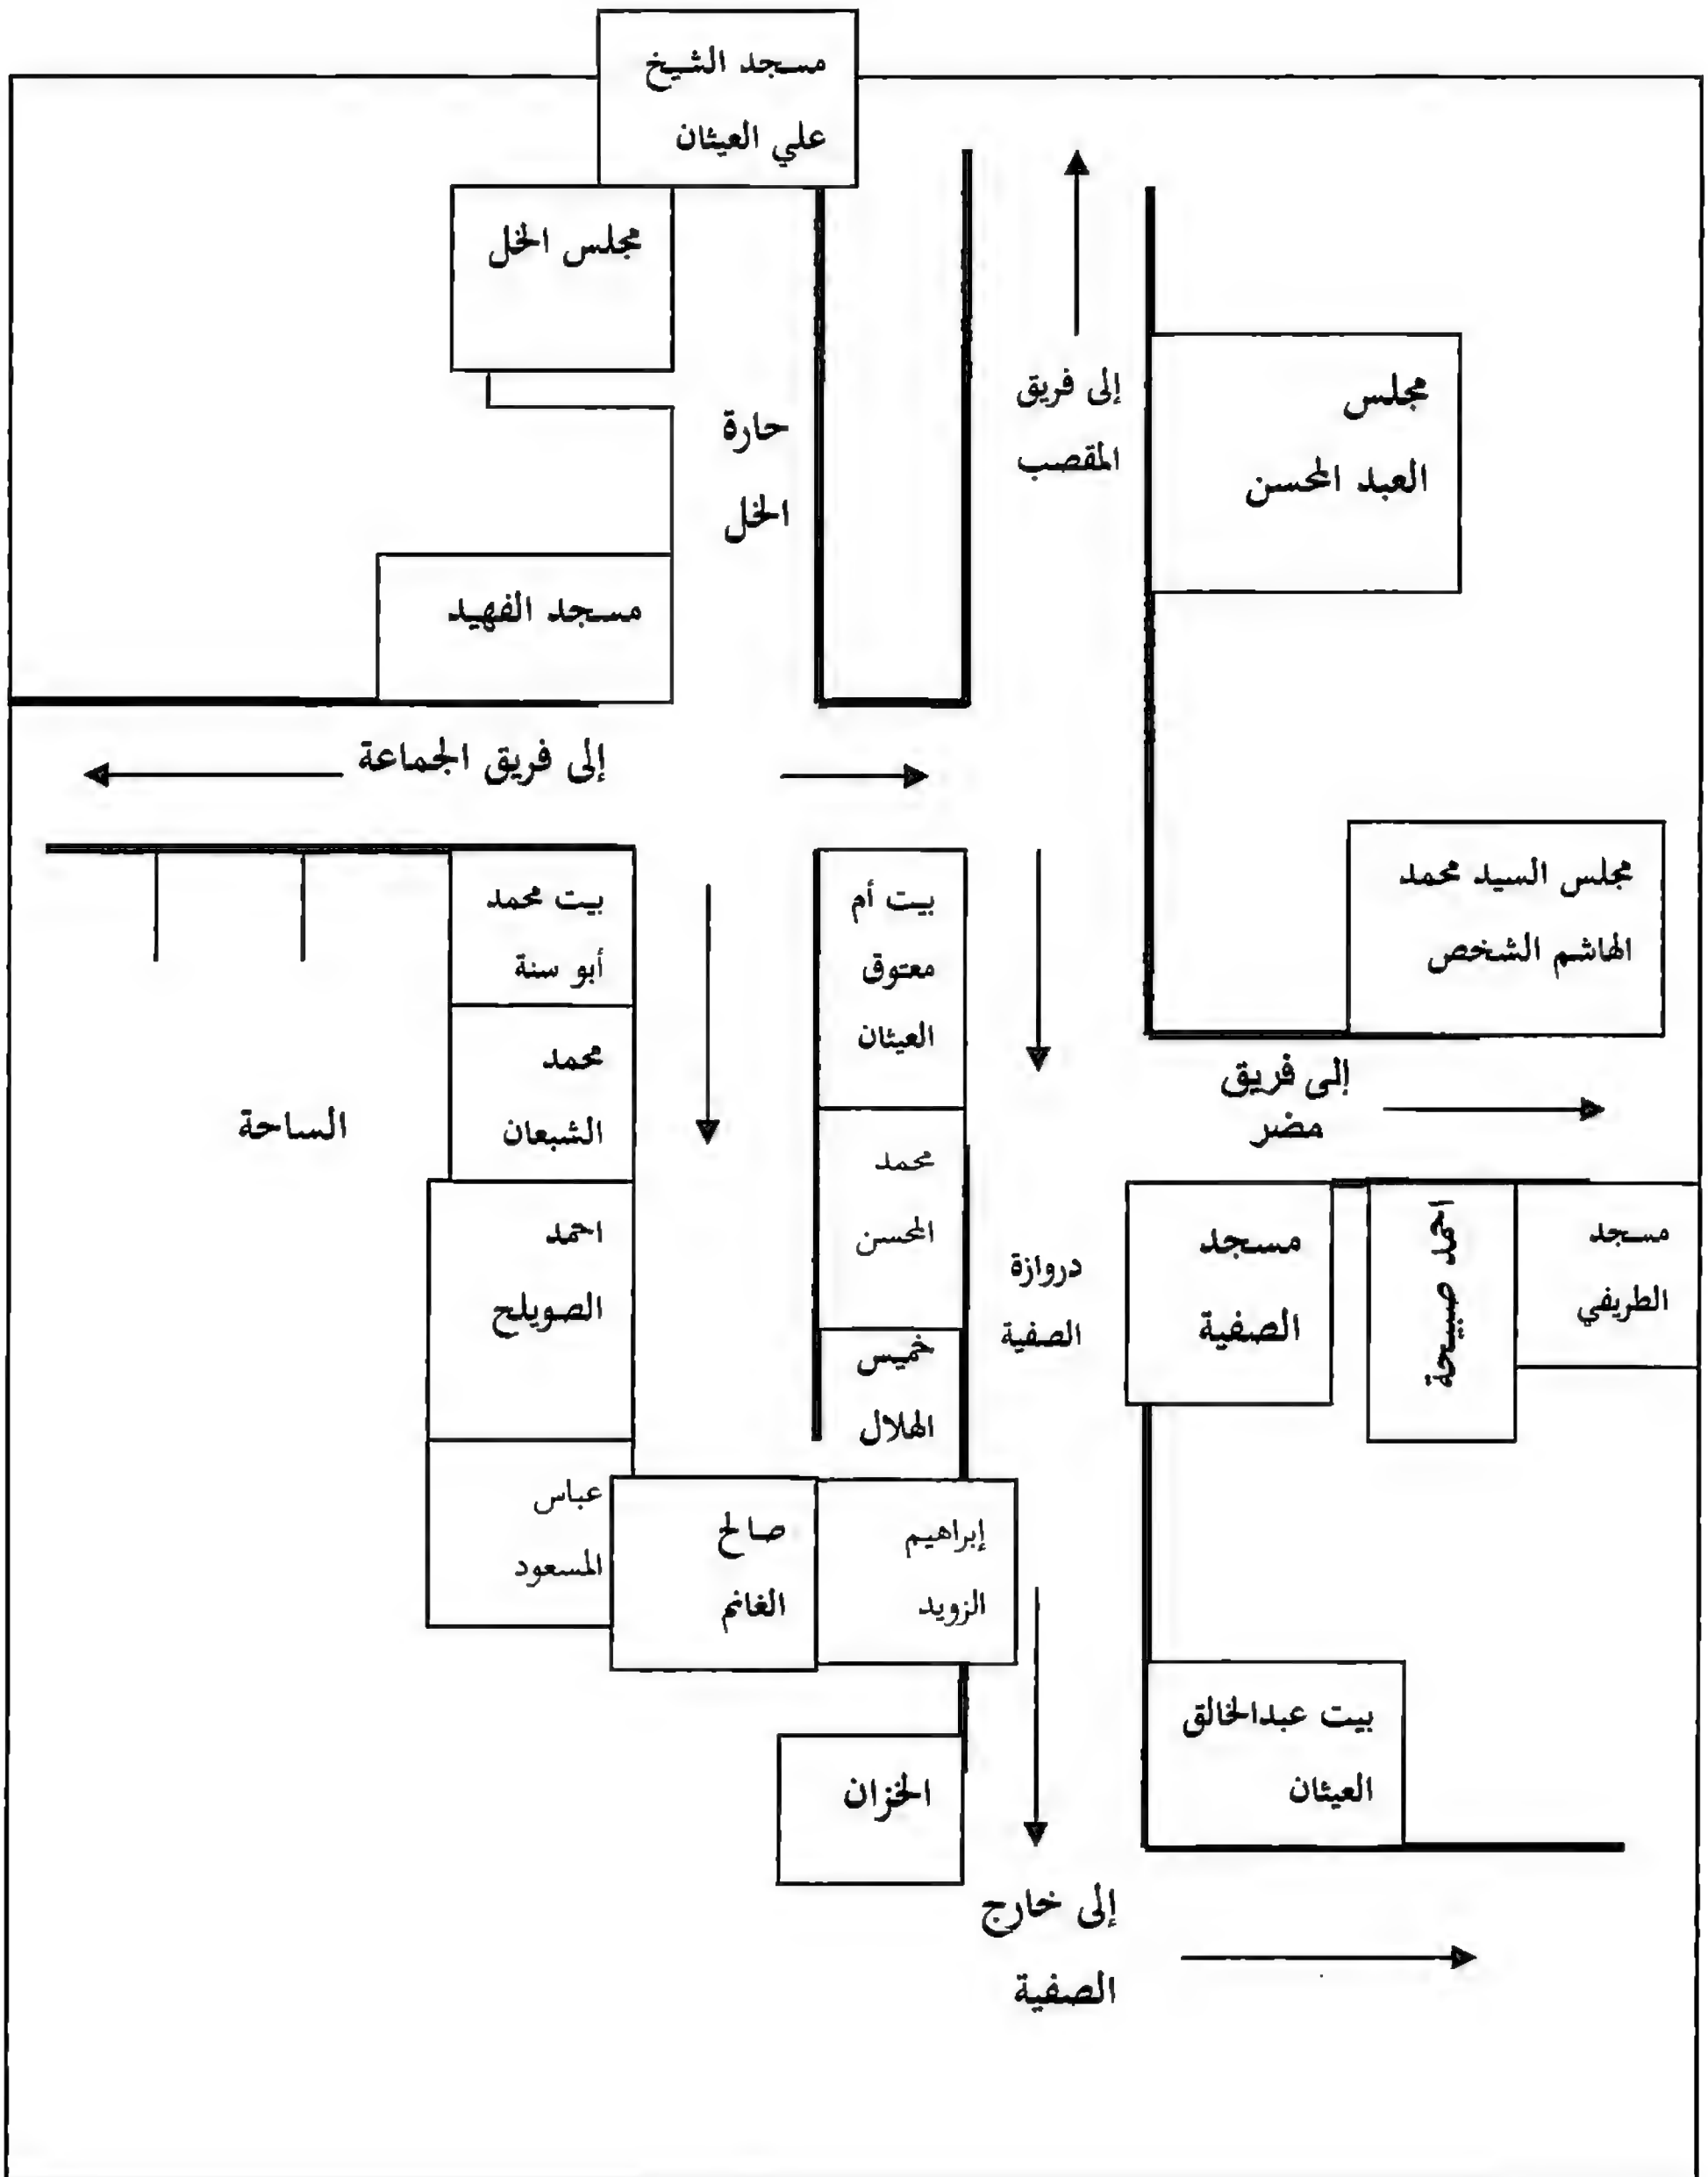 مسجد الشيخ
علي العيثان
مجلس الخل
حارة
الخل
إلى فريق
المقصب
مجلس
العبد المحسن
مسجد الفهيد
إلى فريق الجماعة
مجلس السيد محمد
الهاشم الشخص
بيت أم
معتوق
العيثان
بيت محمد
أبو سنة
إلى فريق
مضر
محمد
الشبعان
الساحة
محمد
المحسن
مسجد
الطريفي
احمد صبيحة
مسجد
الصفية
دروازة
الصفية
احمد
الصويلح
خميس
الهلال
إبراهيم
الزويد
صالح
الغانم
عباس
المسعود
بيت عبدالخالق
العيثان
الخزان
إلى خارج
الصفية